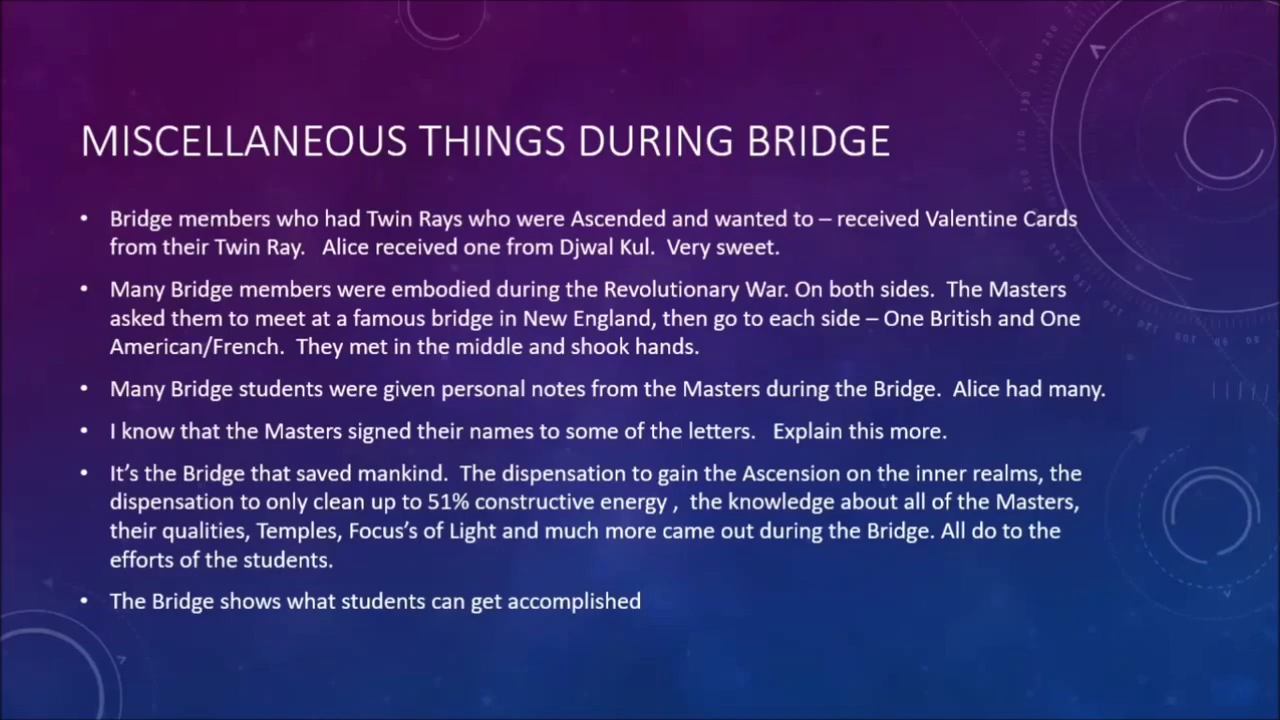 MISCELLANEOUS THINGS DURING BRIDGE
• Bridge members who had Twin Rays who were Ascended and wanted to – received Valentine Cards
from their Twin Ray.   Alice received one from Djwal Kul.  Very sweet.
• Many Bridge members were embodied during the Revolutionary War. On both sides.  The Masters
asked them to meet at a famous bridge in New England, then go to each side – One British and One
American/French.  They met in the middle and shook hands.
• Many Bridge students were given personal notes from the Masters during the Bridge.  Alice had many.
• I know that the Masters signed their names to some of the letters.   Explain this more.
• It’s the Bridge that saved mankind.  The dispensation to gain the Ascension on the inner realms, the
dispensation to only clean up to 51% constructive energy ,  the knowledge about all of the Masters,
their qualities, Temples, Focus’s of Light and much more came out during the Bridge. All do to the
efforts of the students.
• The Bridge shows what students can get accomplished